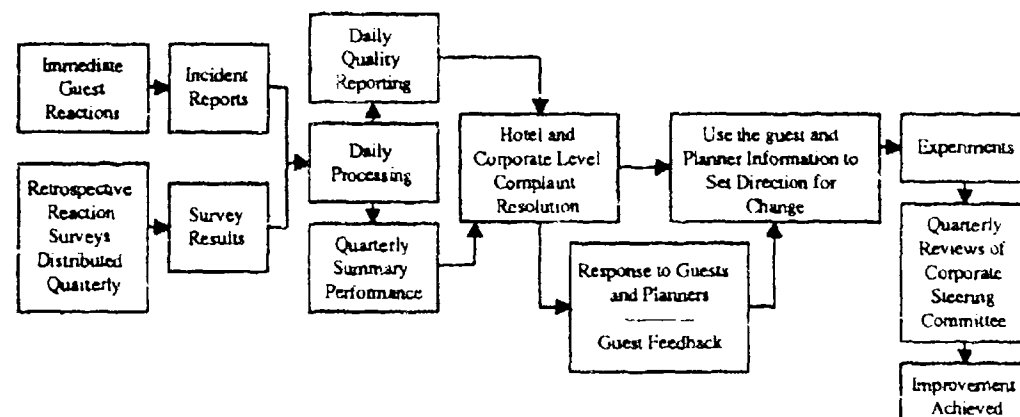 Immediate
Guest
Reactions
Incident
Reports
Retrospective
Reaction
Surveys
Distributed
Quarterly
Survey
Results
Daily
Quality
Reporting
Daily
Processing
Quarterly
Summary
Performance
Hotel and
Corporate Level
Complaint
Resolution
Response to Guests
and Planners
Guest Feedback
Use the guest and
Planner Information to
Set Direction for
Change
Experiments
Quarterly
Reviews of
Corporate
Steering
Committee
Improvement
Achieved